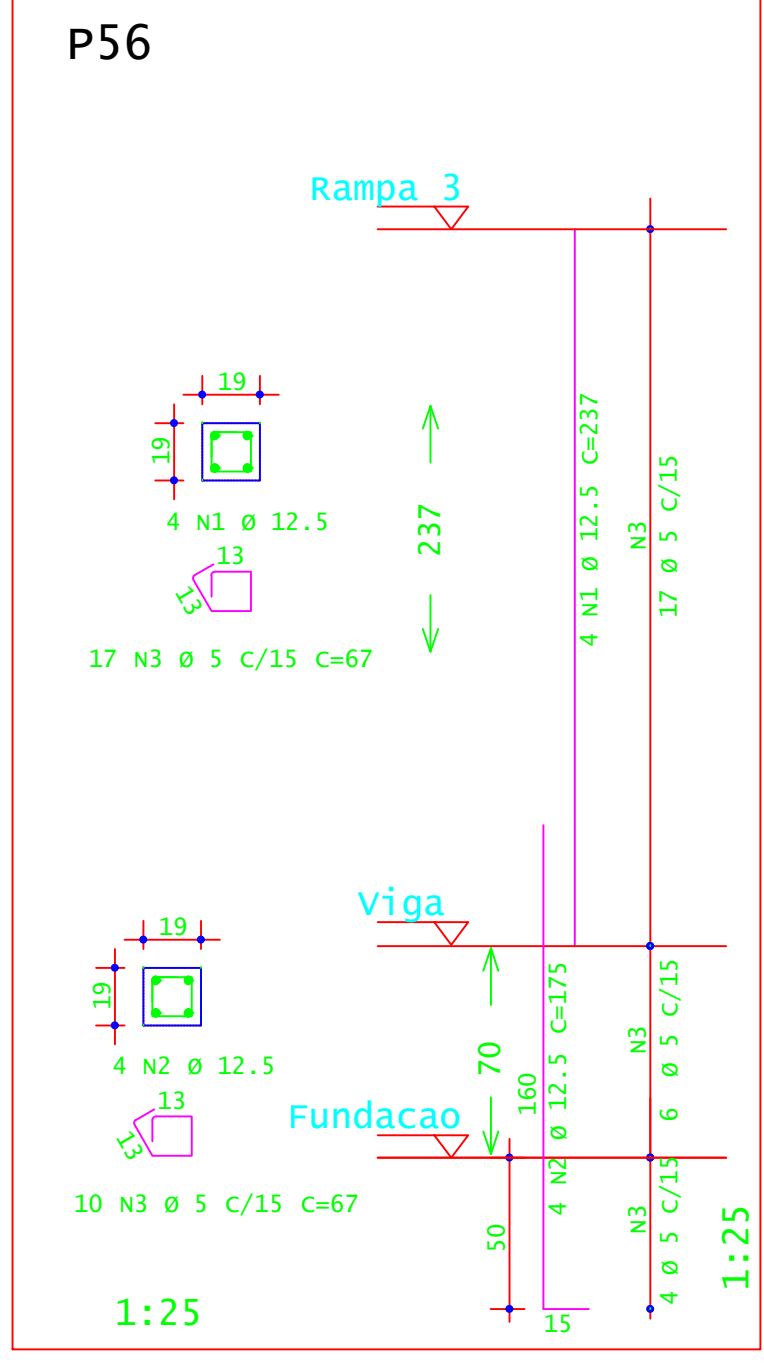 P56
Rampa 3
19
19
4 N1 Ø 12.5
13
13
17 N3 Ø 5 C/15 C=67
237
4 N1 Ø 12.5 C=237
N3
17 Ø 5 C/15
Viga
19
19
4 N2 Ø 12.5
13
13
10 N3 Ø 5 C/15 C=67
70
160
4 N2 Ø 12.5 C=175
N3
6 Ø 5 C/15
Fundacao
50
15
N3
4 Ø 5 C/15
1:25
1:25